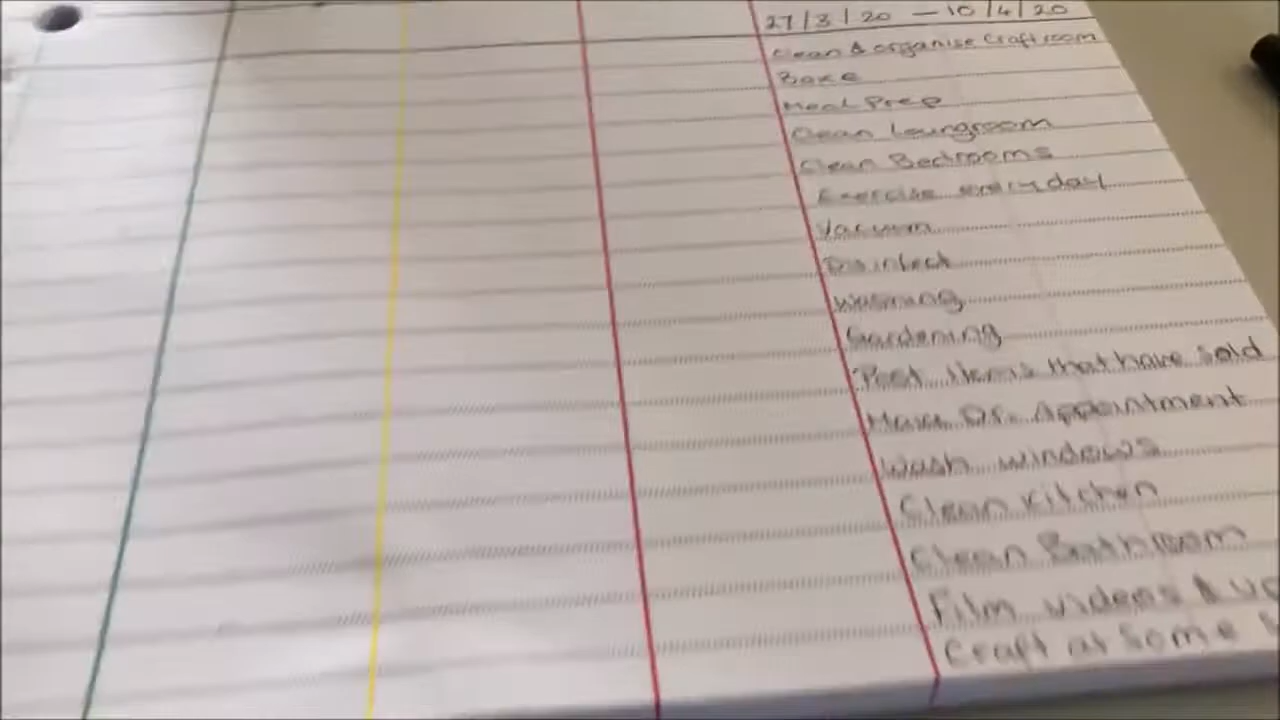 27/3/20 - 10/4/20
Clean & organise Craftroom
Bake
Meal Prep
Clean Loungroom
Clean Bedrooms
Exercise everyday
Vacuum
Disinfect
Washing
Gardening
Post items that have sold
Make Dr. Appointment
Wash windows
Clean Kitchen
Clean Bathroom
Film videos &
Craft at Some